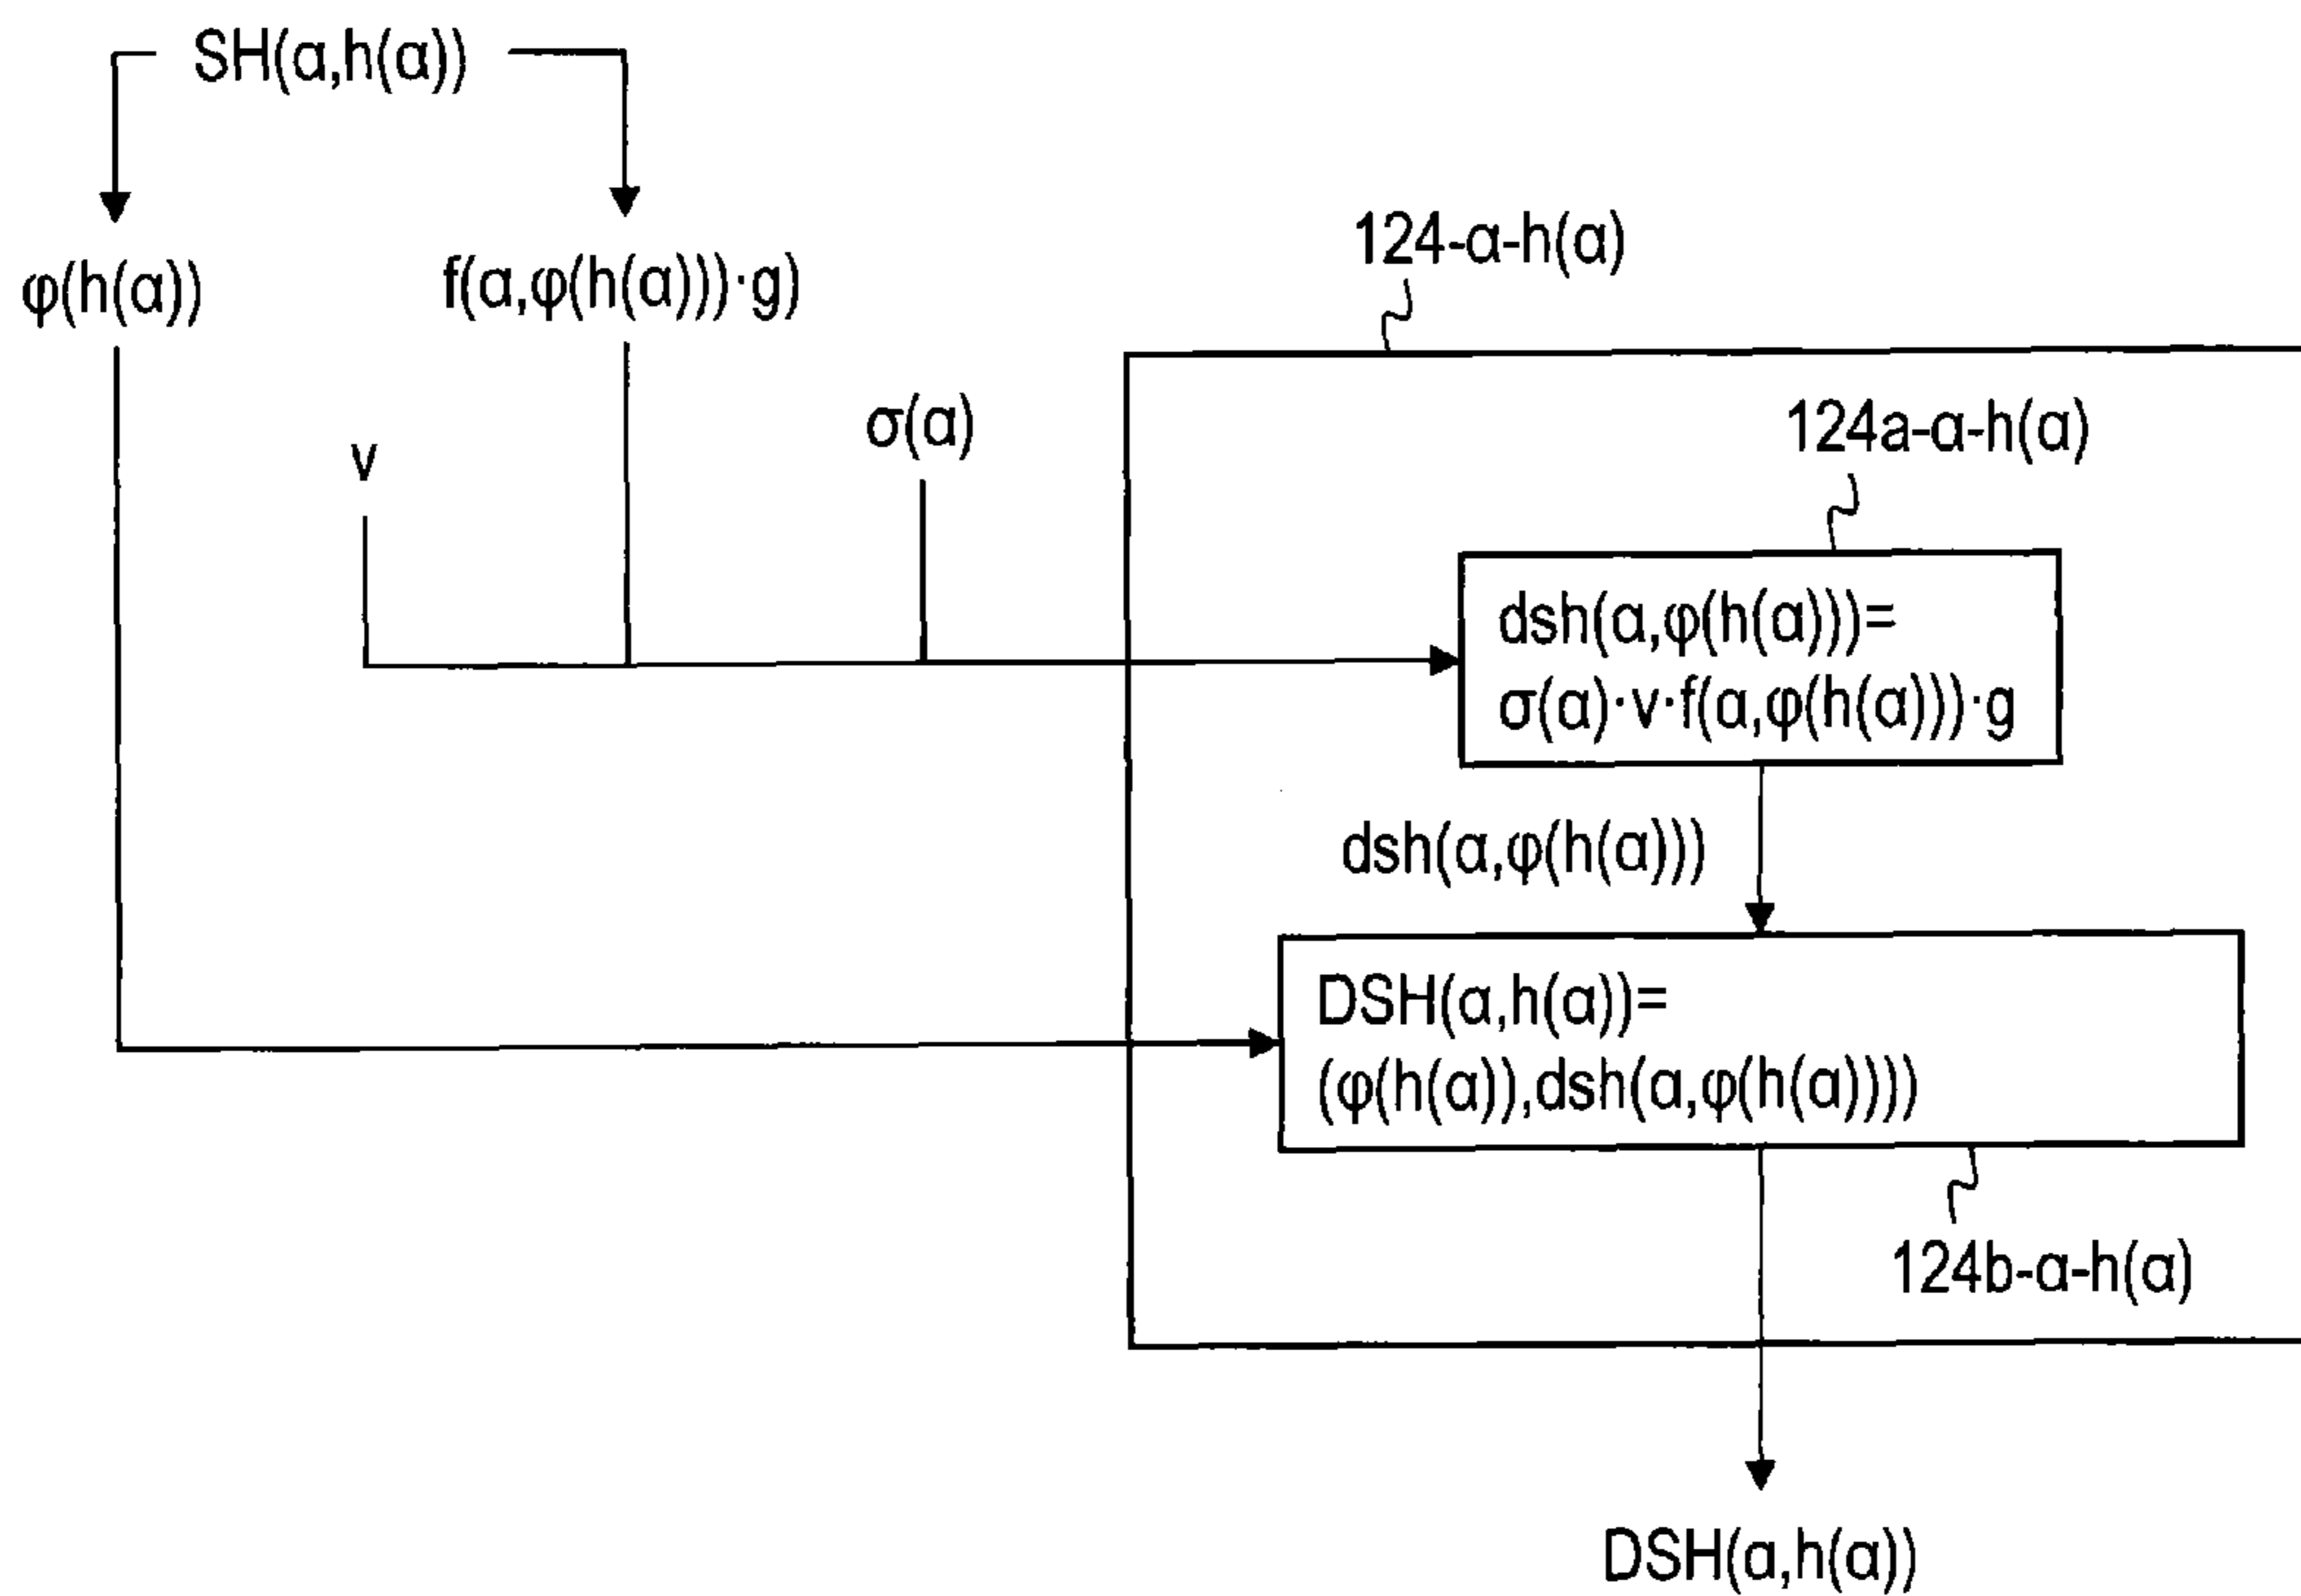 SH(α,h(α))
φ(h(α))
f(α,φ(h(α)))·g)
124-α-h(α)
ν
σ(α)
124a-α-h(α)
dsh(α,φ(h(α)))=
σ(α)·ν·f(α,φ(h(α)))·g
dsh(α,φ(h(α)))
DSH(α,h(α))=
(φ(h(α)),dsh(α,φ(h(α))))
124b-α-h(α)
DSH(α,h(α))